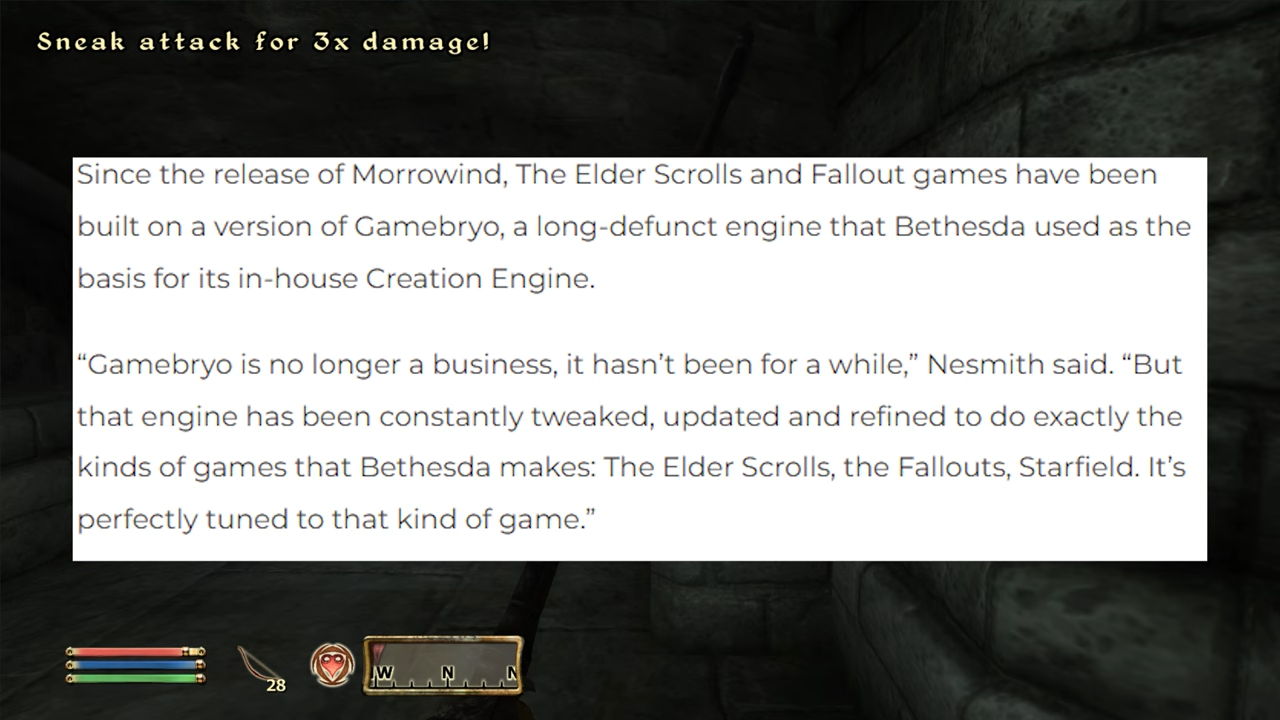 Sneak attack for 3x damage!
Since the release of Morrowind, The Elder Scrolls and Fallout games have been
built on a version of Gamebryo, a long-defunct engine that Bethesda used as the
basis for its in-house Creation Engine.
“Gamebryo is no longer a business, it hasn’t been for a while,” Nesmith said. “But
that engine has been constantly tweaked, updated and refined to do exactly the
kinds of games that Bethesda makes: The Elder Scrolls, the Fallouts, Starfield. It’s
perfectly tuned to that kind of game.”
28
W N N